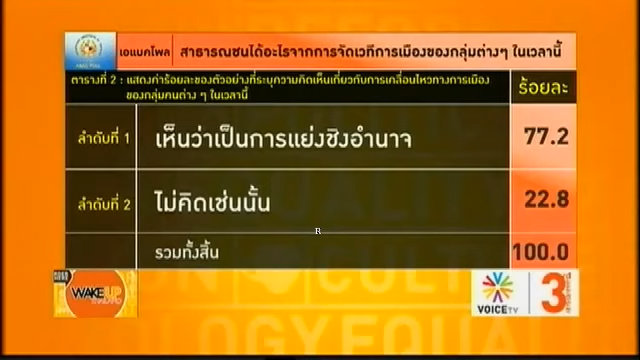 เอแบคโพล สาธารณชนได้อะไรจากการจัดเวทีการเมืองของกลุ่มต่างๆ ในเวลานี้
ตารางที่ 2 : แสดงค่าร้อยละของตัวอย่างที่ระบุความคิดเห็นเกี่ยวกับการเคลื่อนไหวทางการเมือง
ของกลุ่มคนต่าง ๆ ในเวลานี้
ร้อยละ
ลำดับที่ 1 เห็นว่าเป็นการแย่งชิงอำนาจ 77.2
ลำดับที่ 2 ไม่คิดเช่นนั้น 22.8
R
รวมทั้งสิ้น 100.0
WAKE UP
VOICE TV
3